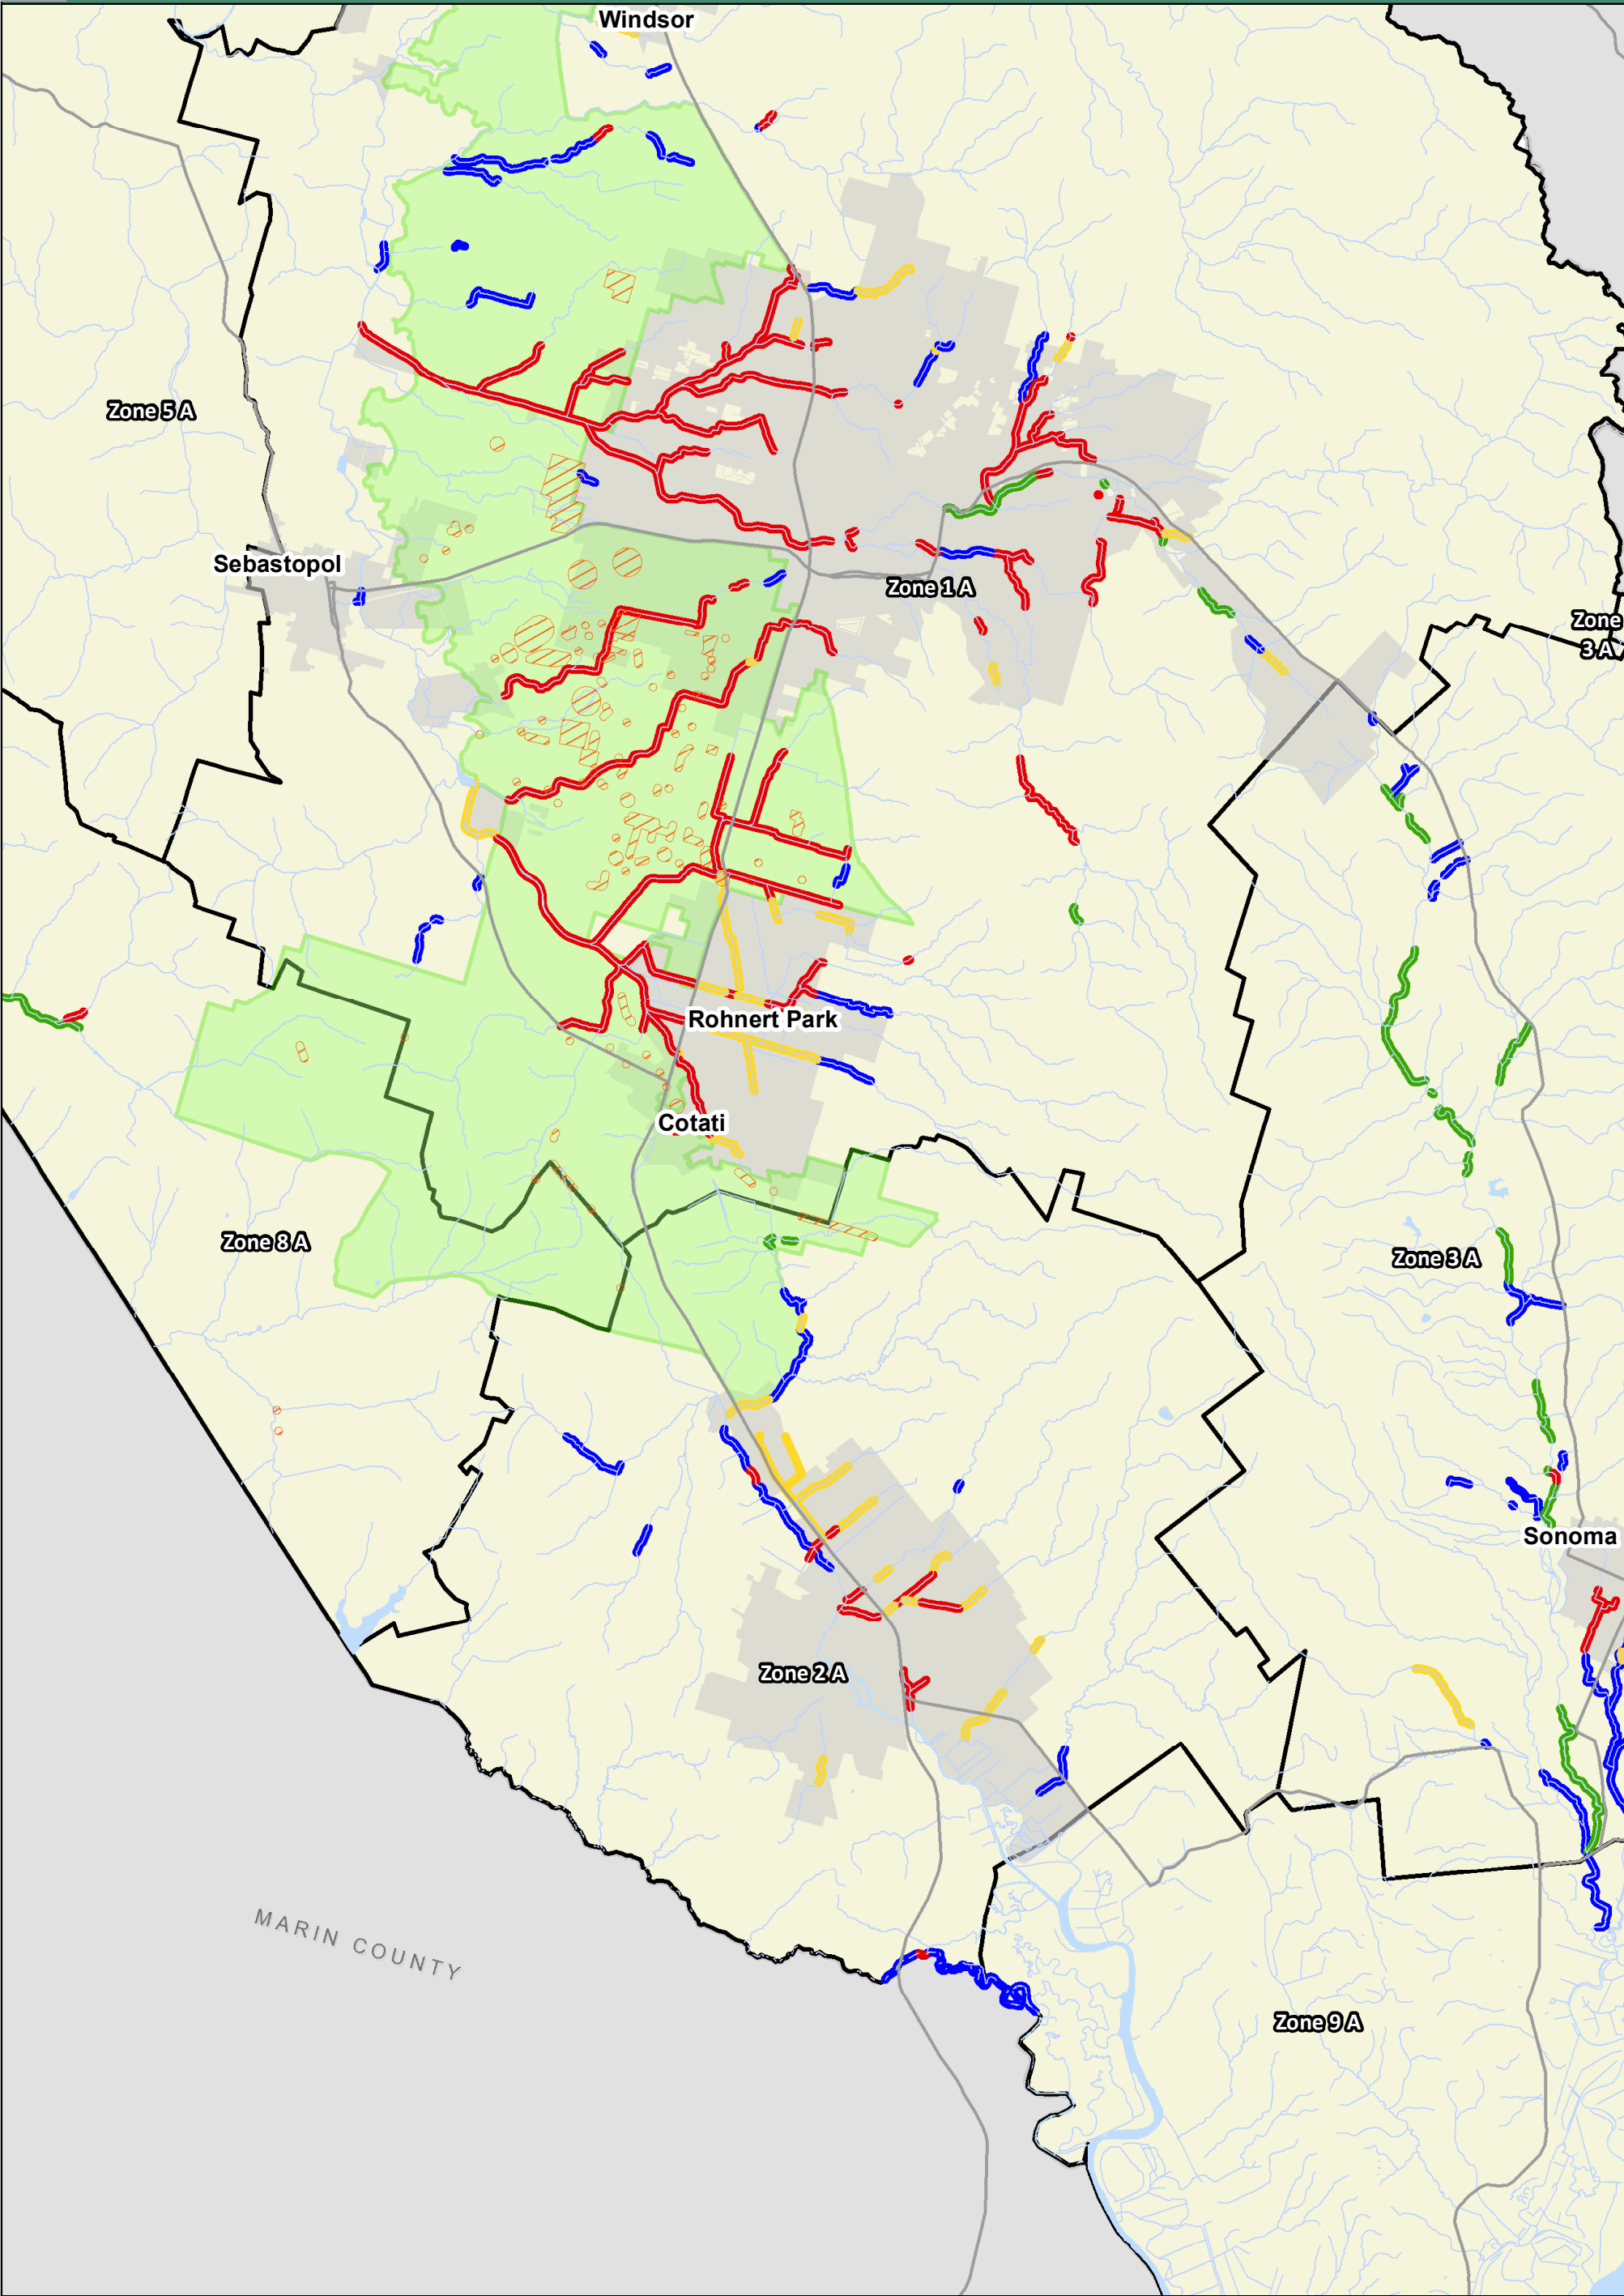 Windsor
Zone 5 A
Sebastopol
Zone 1 A
Zone
3 A
Rohnert Park
Cotati
Zone 8 A
Zone 3 A
Sonoma
Zone 2 A
MARIN COUNTY
Zone 9 A